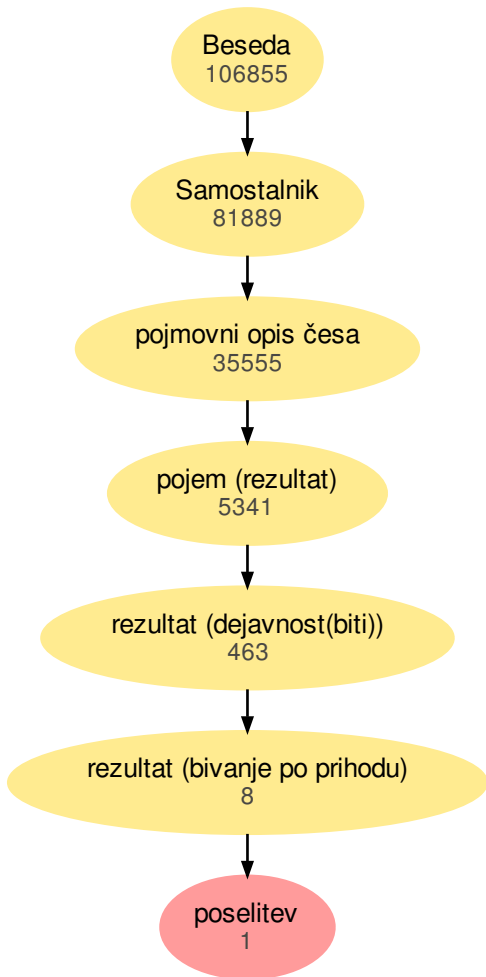 Beseda
106855
Samostalnik
81889
pojmovni opis česa
35555
pojem (rezultat)
5341
rezultat (dejavnost(biti))
463
rezultat (bivanje po prihodu)
8
poselitev
1